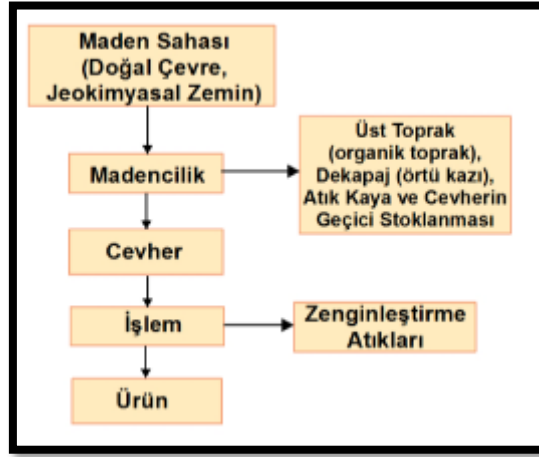 Maden Sahası
(Doğal Çevre,
Jeokimyasal Zemin)
Üst Toprak
(organik toprak),
Dekapaj (örtü kazı),
Atık Kaya ve Cevherin
Geçici Stoklanması
Madencilik
Cevher
İşlem
Zenginleştirme
Atıkları
Ürün